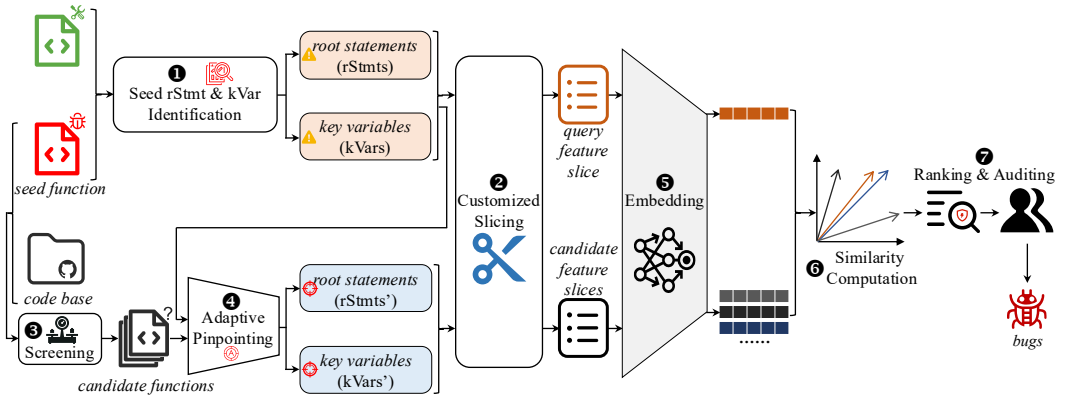 ❶
Seed rStmt & kVar
Identification
root statements
(rStmts)
key variables
(kVars)
seed function
code base
❸
Screening
?
candidate functions
❹
Adaptive
Pinpointing
root statements
(rStmts’)
key variables
(kVars’)
❷
Customized
Slicing
query
feature
slice
candidate
feature
slices
❺
Embedding
......
❻ Similarity
Computation
❼
Ranking & Auditing
bugs